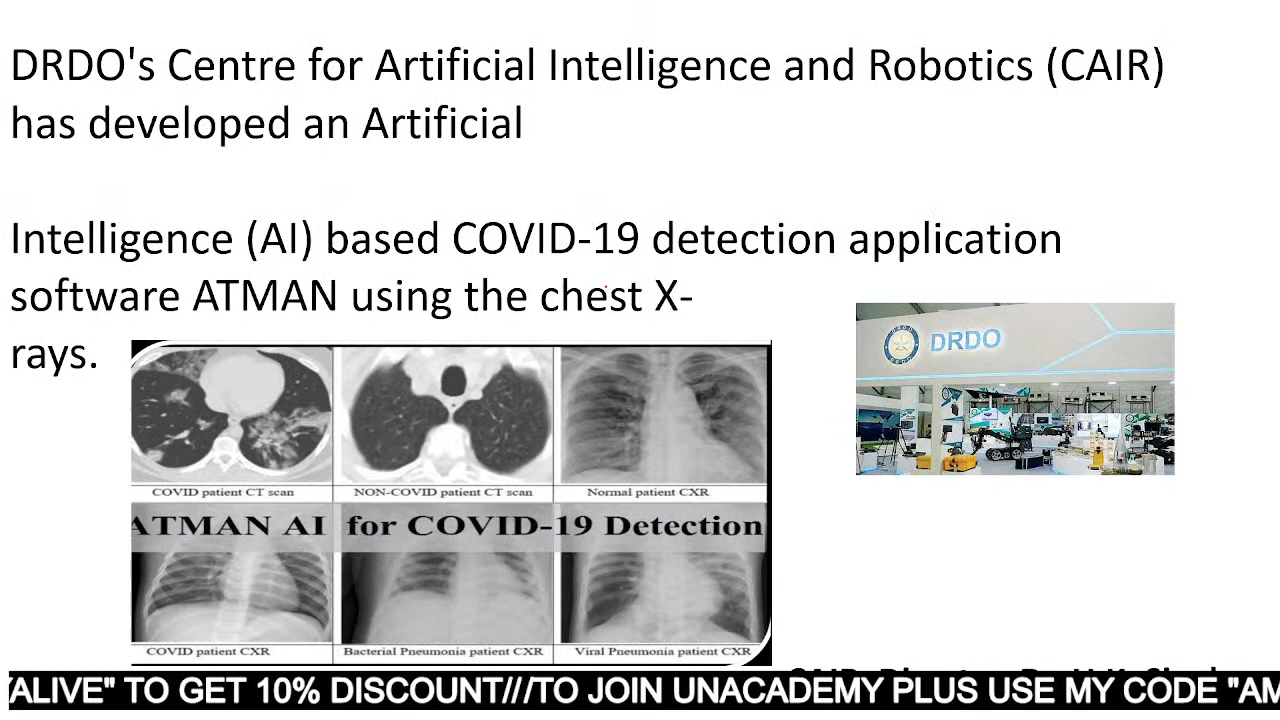 DRDO's Centre for Artificial Intelligence and Robotics (CAIR)
has developed an Artificial
Intelligence (AI) based COVID-19 detection application
software ATMAN using the chest X-
rays.
DRDO
COVID patient CT scan
NON-COVID patient CT scan
Normal patient CXR
ATMAN AI for COVID-19 Detection
COVID patient CXR
Bacterial Pneumonia patient CXR
Viral Pneumonia patient CXR
ALIVE" TO GET 10% DISCOUNT///TO JOIN UNACADEMY PLUS USE MY CODE "AM